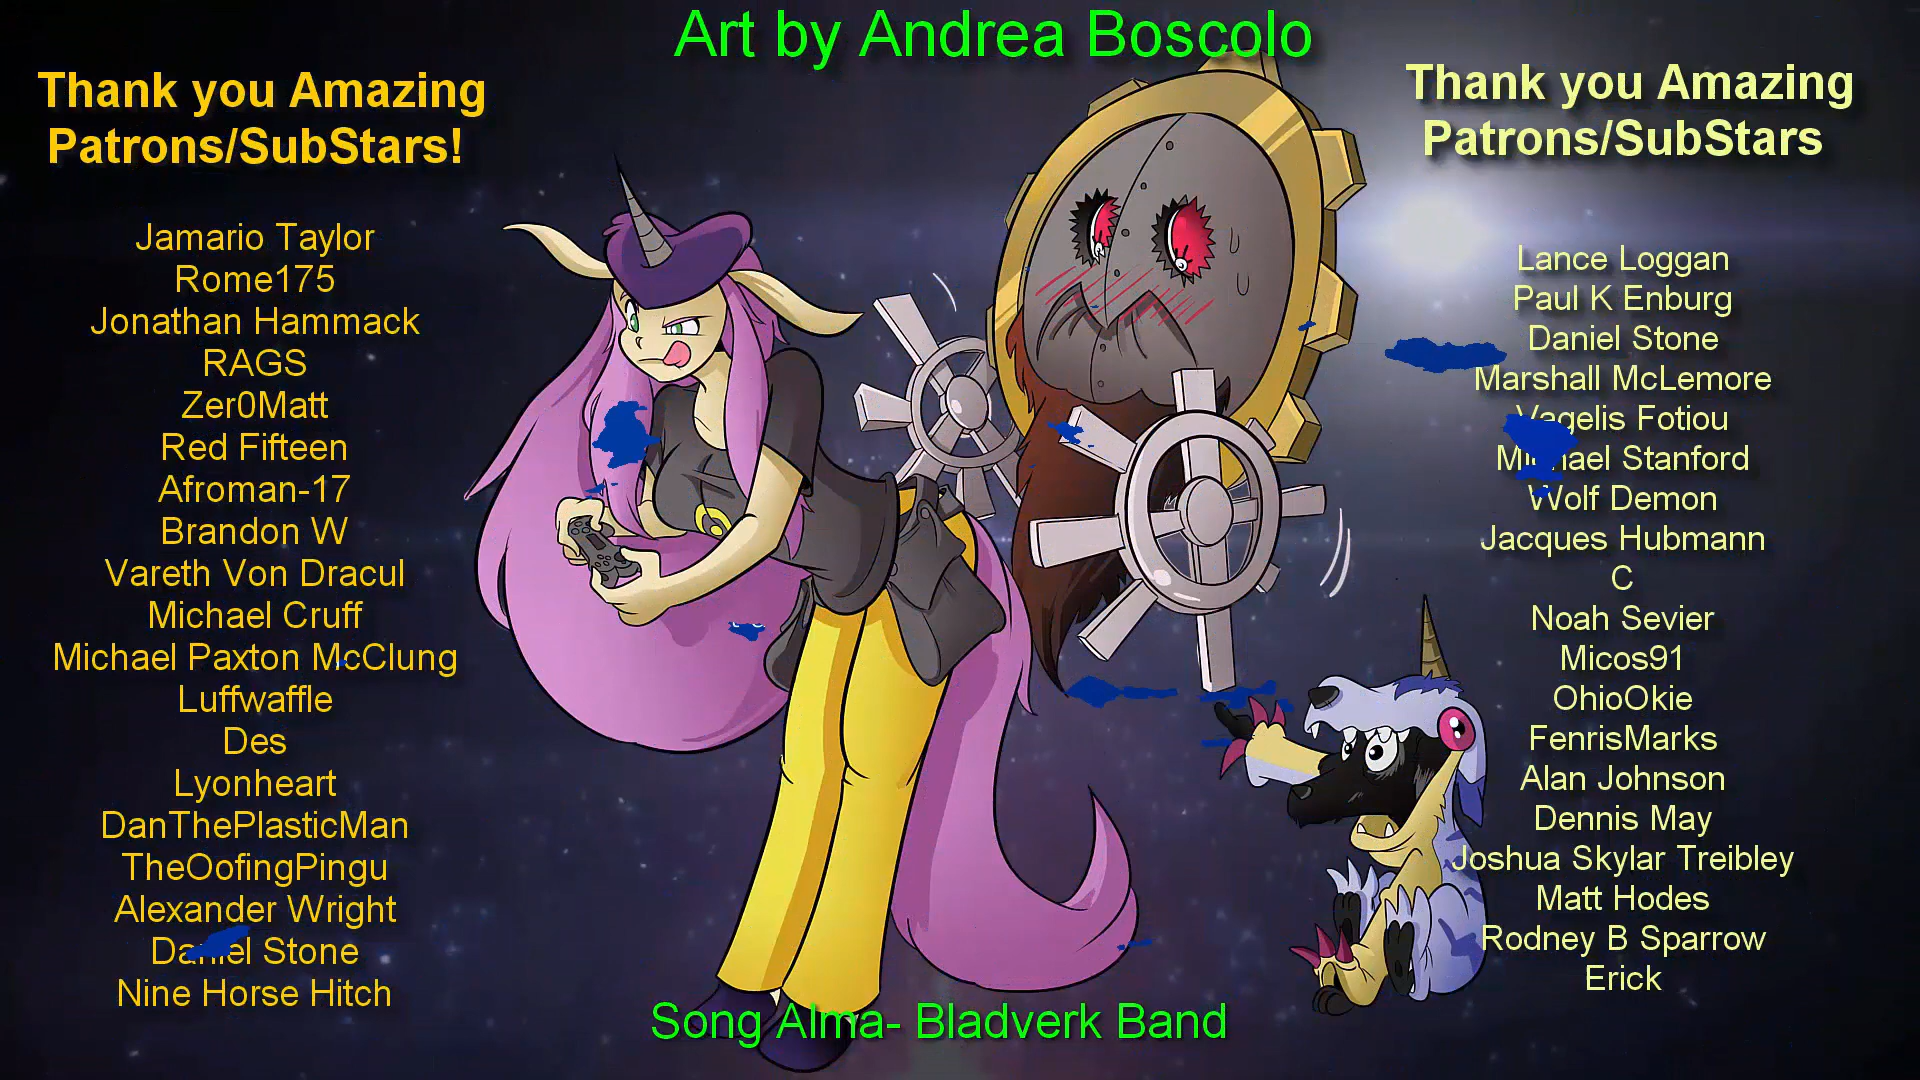 Art by Andrea Boscolo
Thank you Amazing
Patrons/SubStars!
Jamario Taylor
Rome175
Jonathan Hammack
RAGS
Zer0Matt
Red Fifteen
Afroman-17
Brandon W
Vareth Von Dracul
Michael Cruff
Michael Paxton McClung
Luffwaffle
Des
Lyonheart
DanThePlasticMan
TheOofingPingu
Alexander Wright
Daniel Stone
Nine Horse Hitch
Thank you Amazing
Patrons/SubStars
Lance Loggan
Paul K Enburg
Daniel Stone
Marshall McLemore
Vagelis Fotiou
Michael Stanford
Wolf Demon
Jacques Hubmann
C
Noah Sevier
Micos91
OhioOkie
FenrisMarks
Alan Johnson
Dennis May
Joshua Skylar Treibley
Matt Hodes
Rodney B Sparrow
Erick
Song Alma- Bladverk Band